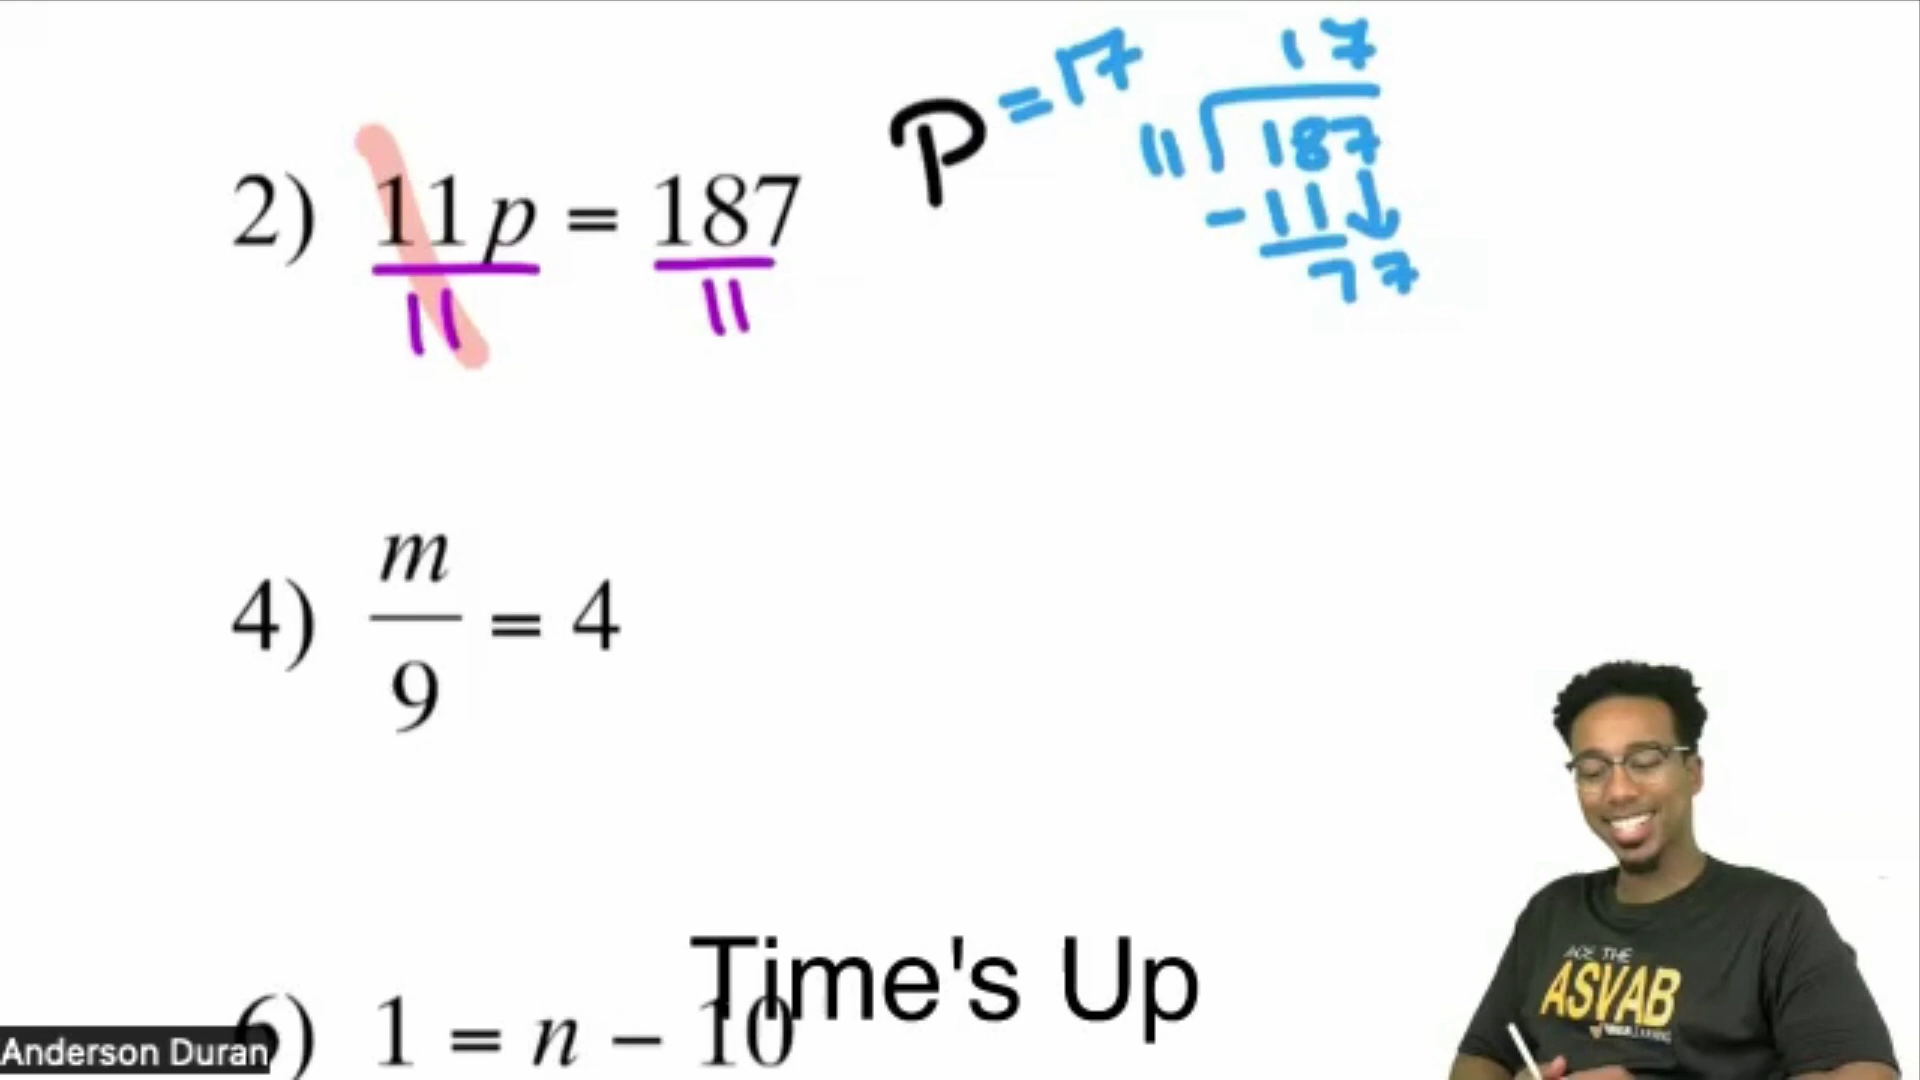 2) 11p = 187
11 11
P = 17
17
11 187
-11
77
4) m/9 = 4
Time's Up
6) 1 = n − 10
Anderson Duran
ACE THE
ASVAB